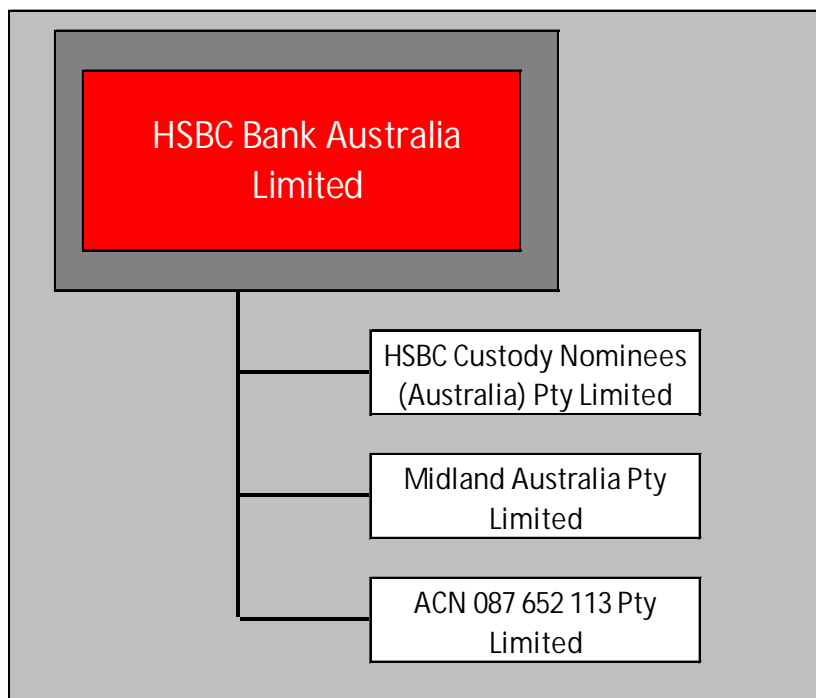 HSBC Bank Australia
Limited
HSBC Custody Nominees
(Australia) Pty Limited
Midland Australia Pty
Limited
ACN 087 652 113 Pty
Limited